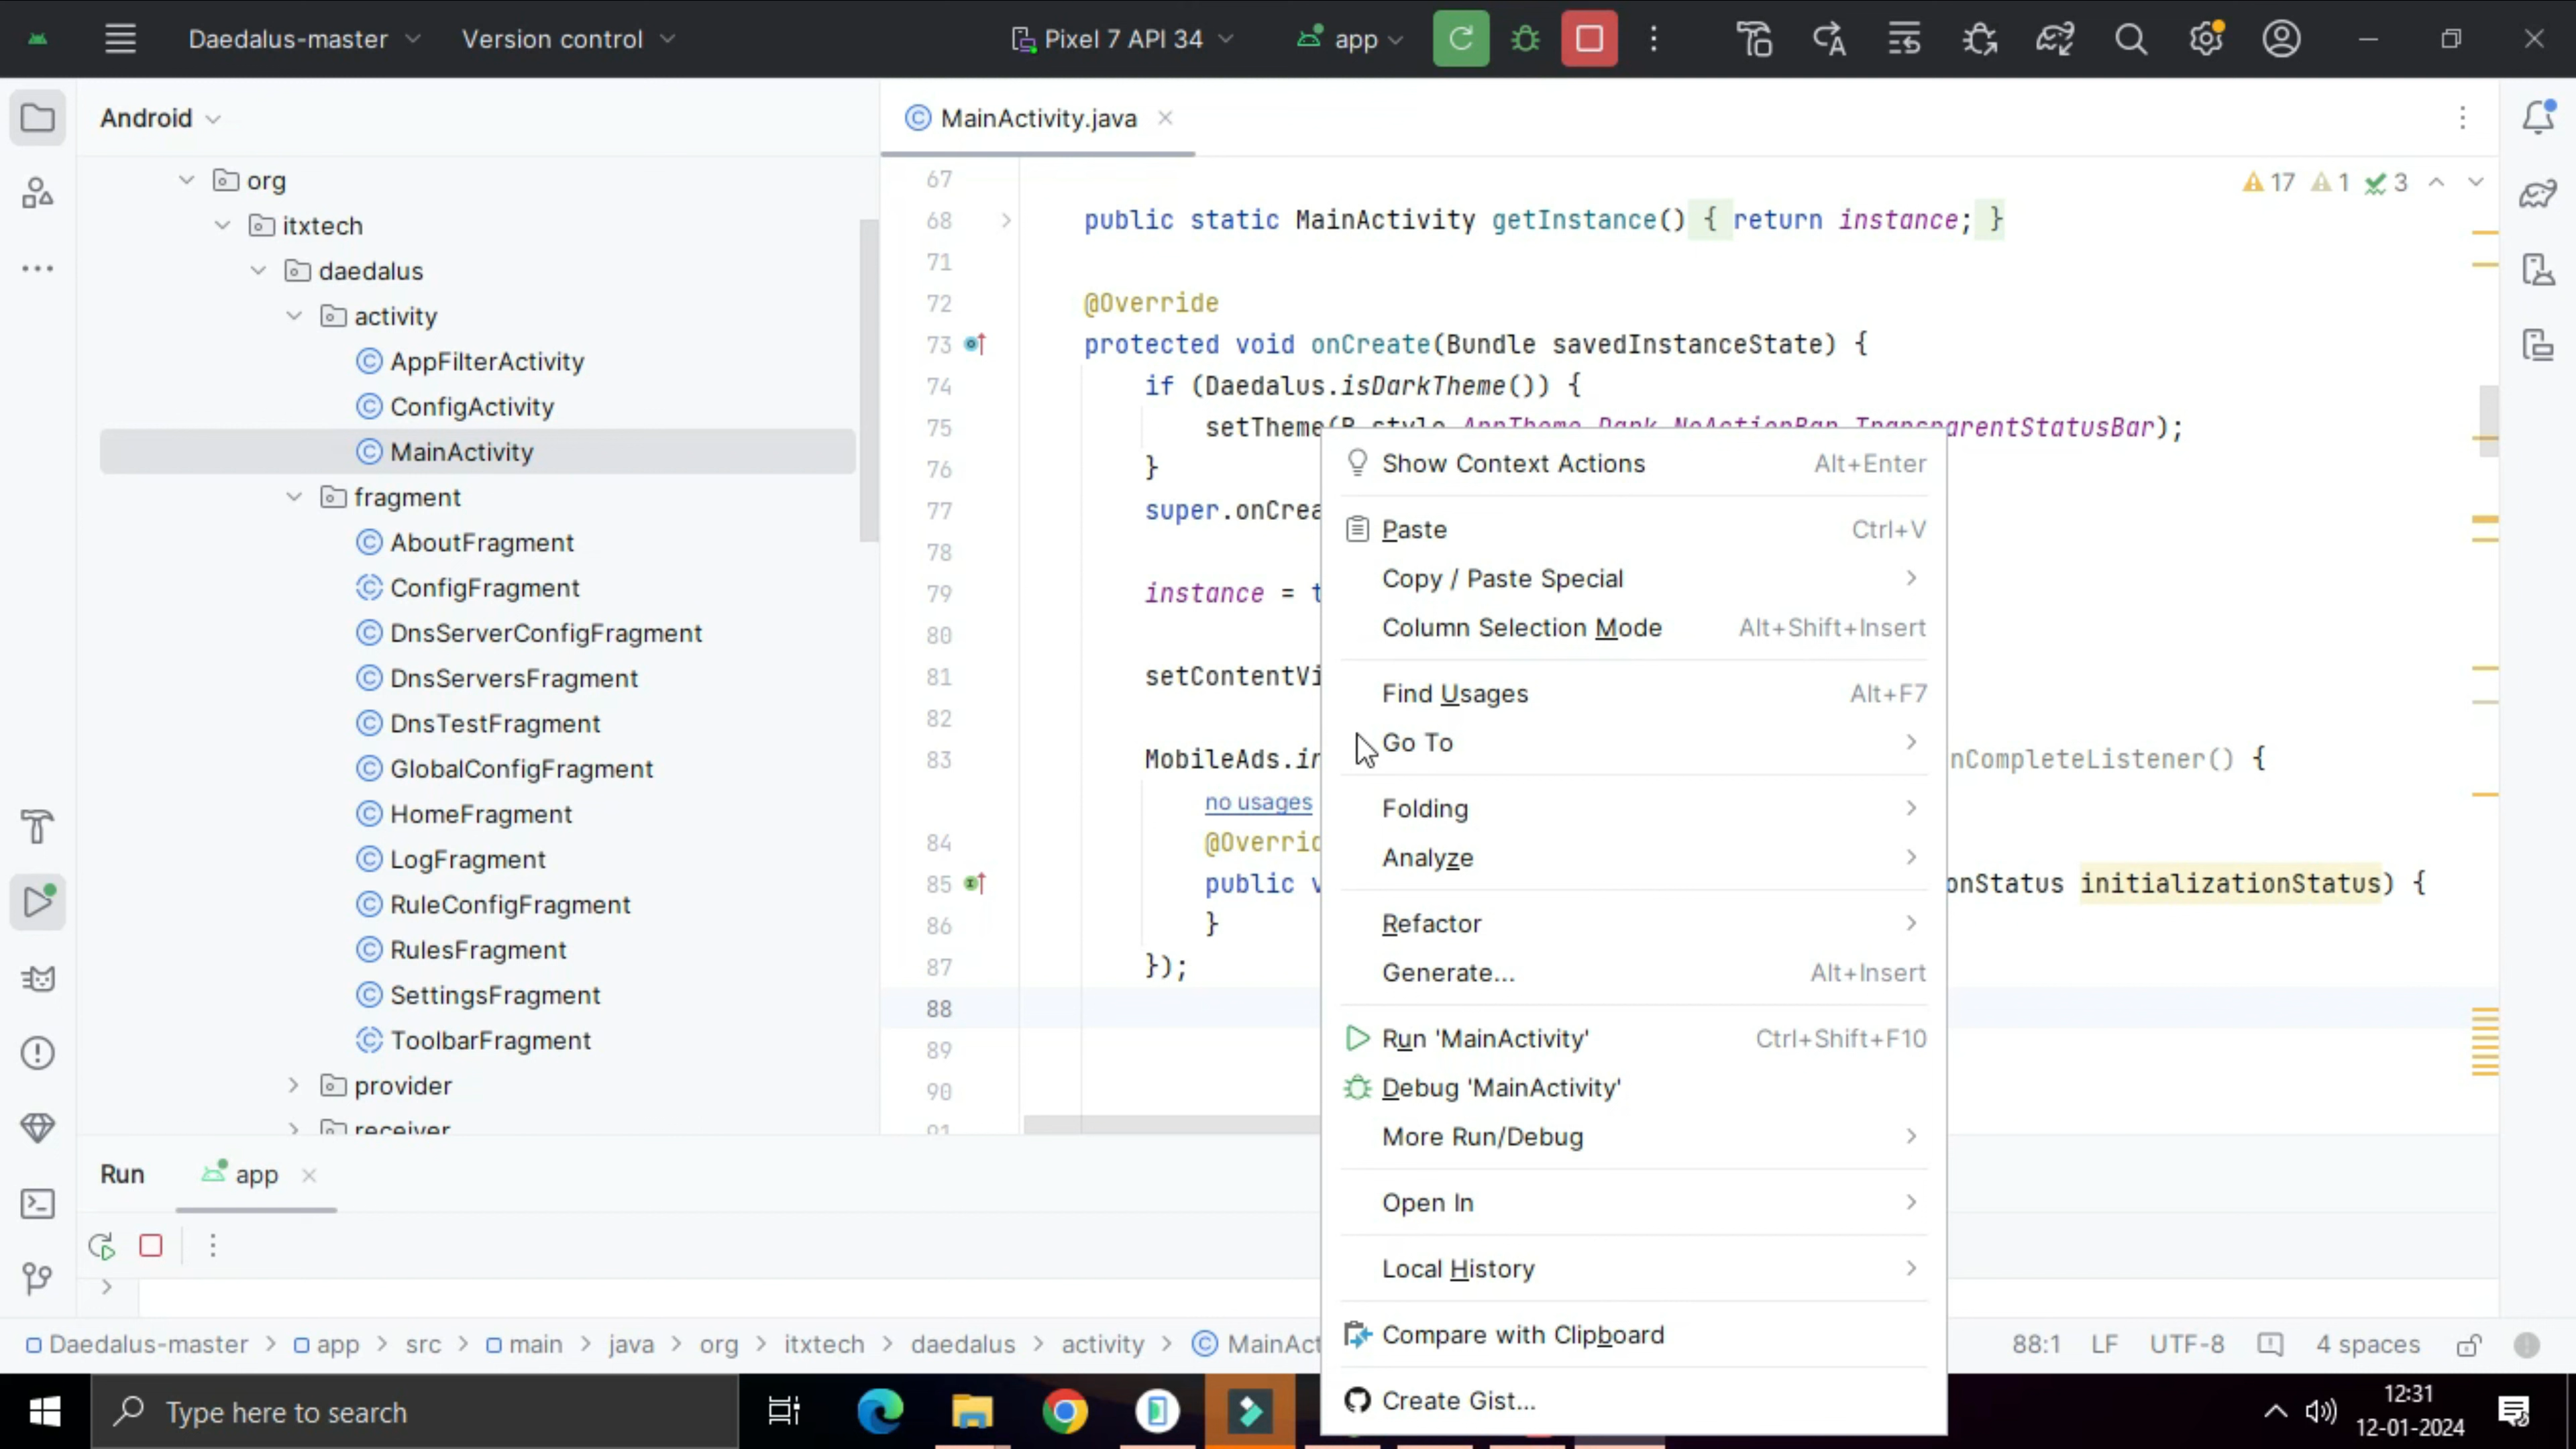 Daedalus-master
Version control
Pixel 7 API 34
app
Android
org
itxtech
daedalus
activity
AppFilterActivity
ConfigActivity
MainActivity
fragment
AboutFragment
ConfigFragment
DnsServerConfigFragment
DnsServersFragment
DnsTestFragment
GlobalConfigFragment
HomeFragment
LogFragment
RuleConfigFragment
RulesFragment
SettingsFragment
ToolbarFragment
provider
receiver
MainActivity.java
17 1 3
67
68 public static MainActivity getInstance() { return instance; }
71
72 @Override
73 protected void onCreate(Bundle savedInstanceState) {
74 if (Daedalus.isDarkTheme()) {
75 setTheme(R.style.AppTheme_Dark_NoActionBar_TransparentStatusBar);
76 }
77 super.onCrea
78
79 instance = t
80
81 setContentVi
82
83 MobileAds.in nCompleteListener() {
no usages
84 @Overrid
85 public v onStatus initializationStatus) {
86 }
87 });
88
89
90
91
Show Context Actions Alt+Enter
Paste Ctrl+V
Copy / Paste Special
Column Selection Mode Alt+Shift+Insert
Find Usages Alt+F7
Go To
Folding
Analyze
Refactor
Generate... Alt+Insert
Run 'MainActivity' Ctrl+Shift+F10
Debug 'MainActivity'
More Run/Debug
Open In
Local History
Compare with Clipboard
Create Gist...
Run
app
Daedalus-master > app > src > main > java > org > itxtech > daedalus > activity > MainAct
88:1 LF UTF-8 4 spaces
Type here to search
12:31
12-01-2024